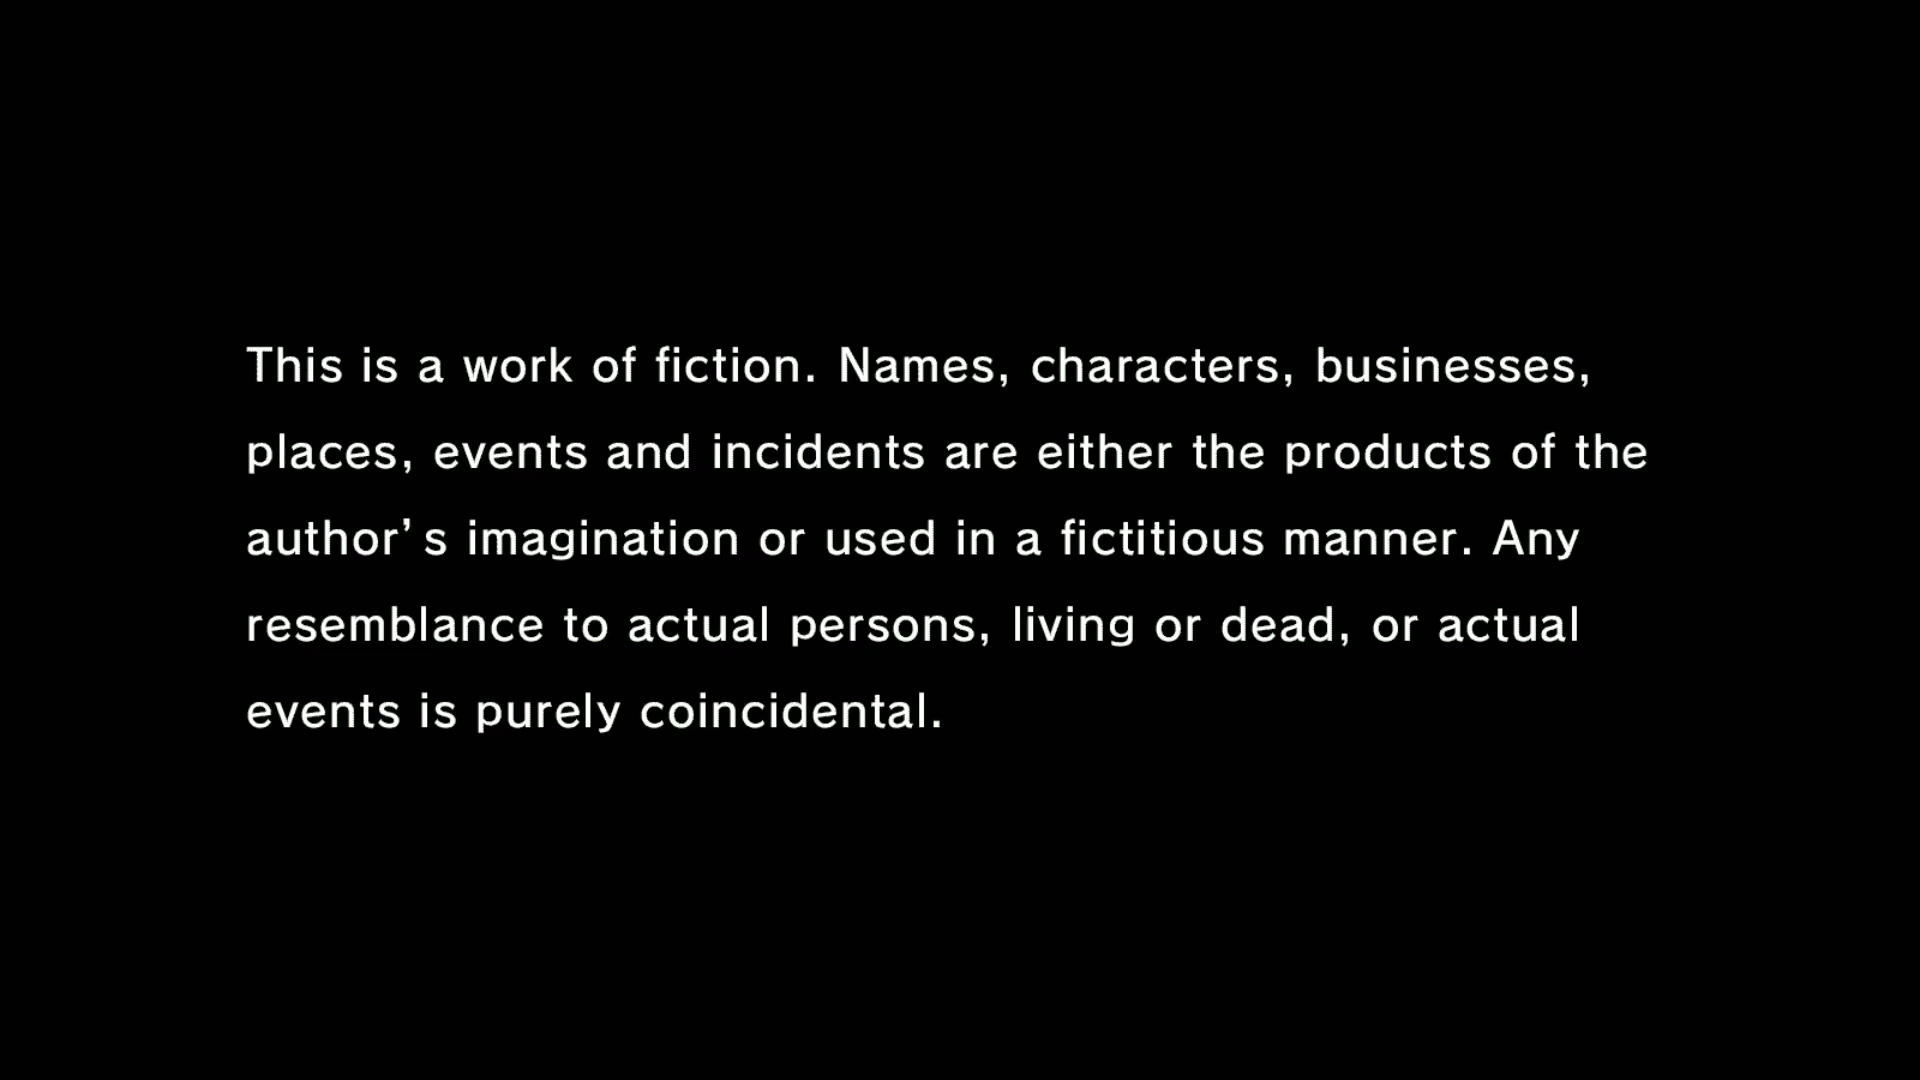 This is a work of fiction. Names, characters, businesses,
places, events and incidents are either the products of the
author’s imagination or used in a fictitious manner. Any
resemblance to actual persons, living or dead, or actual
events is purely coincidental.